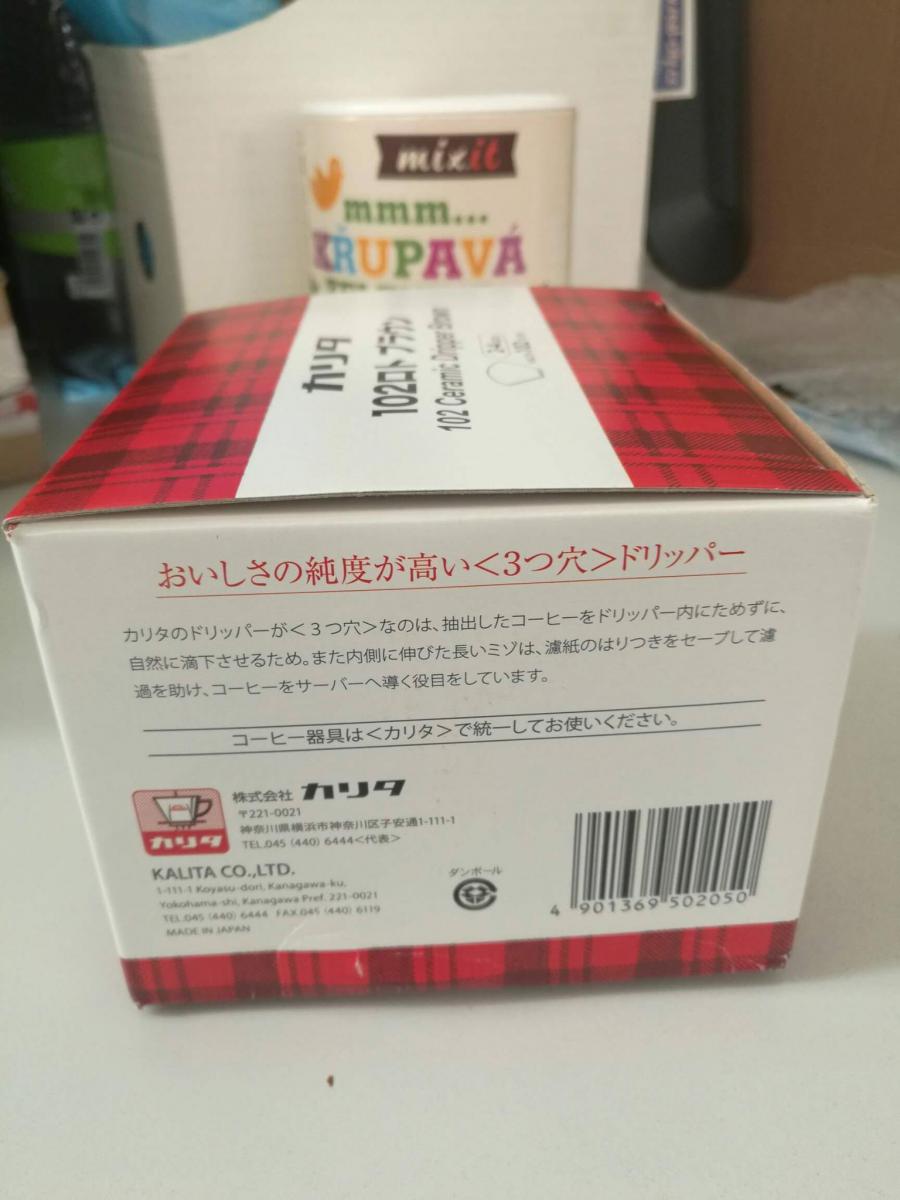 mixit
mmm...
KŘUPAVÁ
カリタ
102ロト ブラウン
102 Ceramic Dripper Brown
2~4人用
おいしさの純度が高い<3つ穴>ドリッパー
カリタのドリッパーが<3つ穴>なのは、抽出したコーヒーをドリッパー内にためずに、
自然に滴下させるため。また内側に伸びた長いミゾは、濾紙のはりつきをセーブして濾
過を助け、コーヒーをサーバーへ導く役目をしています。
コーヒー器具は<カリタ>で統一してお使いください。
カリタ
株式会社 カリタ
〒221-0021
神奈川県横浜市神奈川区子安通1-111-1
TEL.045 (440) 6444<代表>
KALITA CO.,LTD.
1-111-1 Koyasu-dori, Kanagawa-ku,
Yokohama-shi, Kanagawa Pref. 221-0021
TEL.045 (440) 6444 FAX.045 (440) 6119
MADE IN JAPAN
ダンボール
4 901369 502050